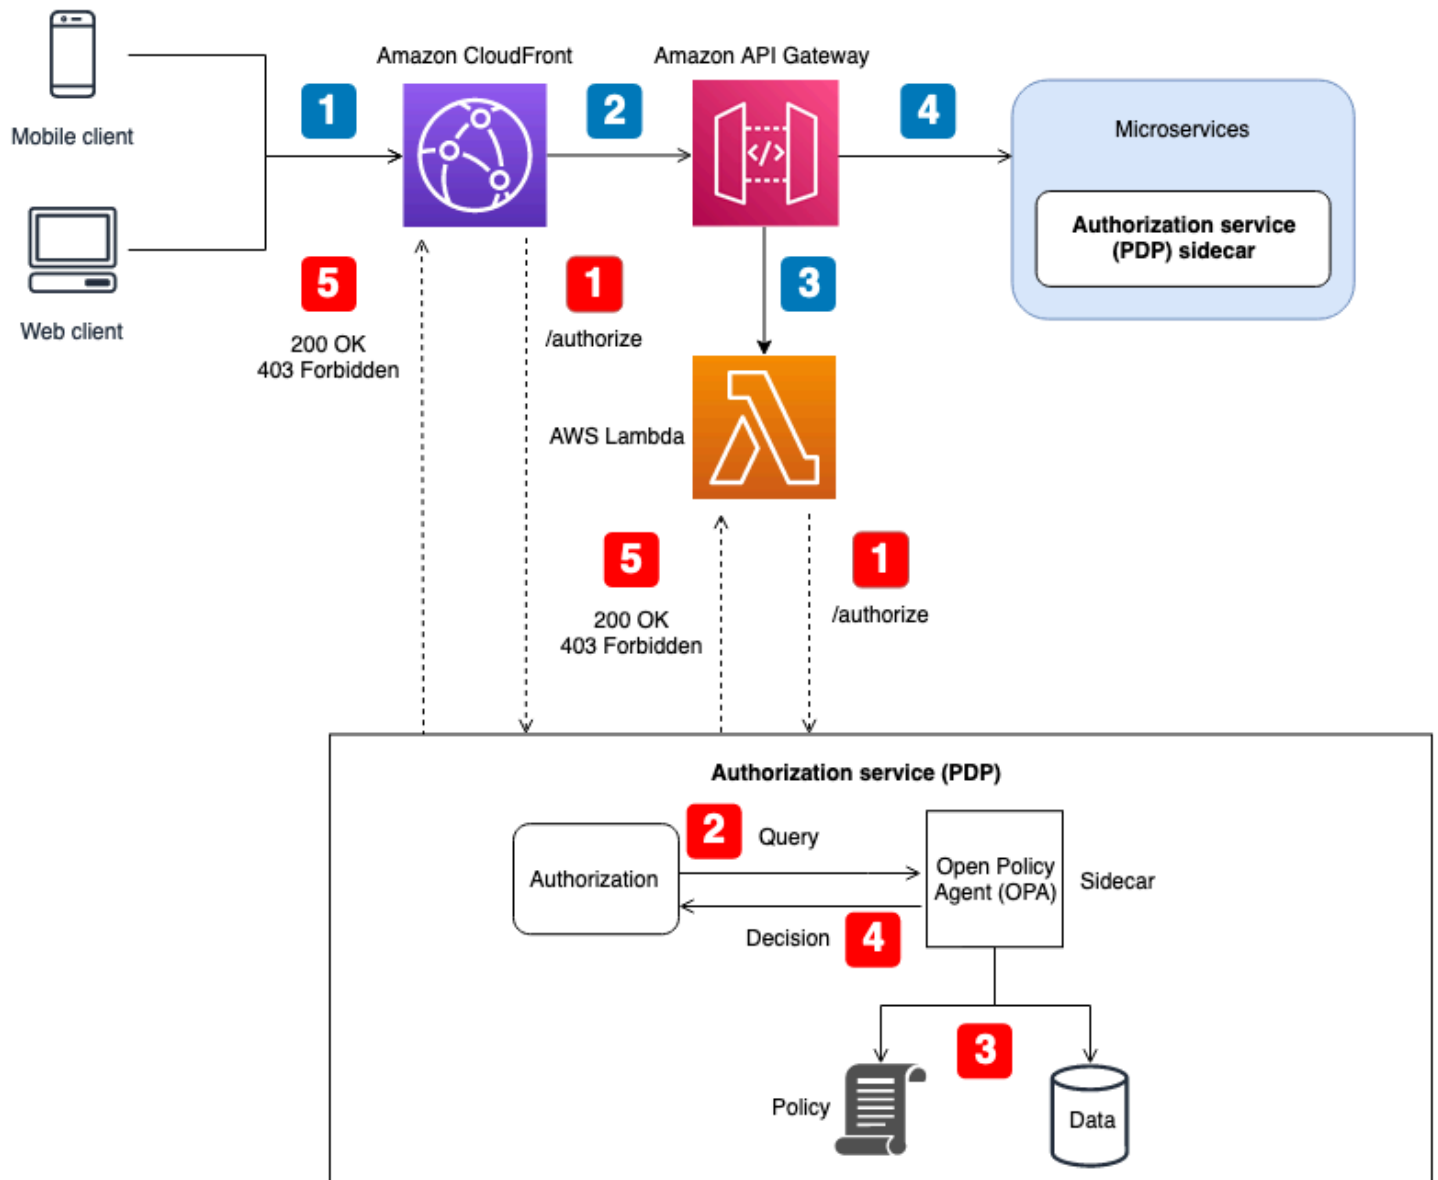 Amazon CloudFront
Amazon API Gateway
1
2
4
Mobile client
Microservices
Authorization service
(PDP) sidecar
5
1
3
Web client
200 OK
403 Forbidden
/authorize
</>
AWS Lambda
5
1
200 OK
403 Forbidden
/authorize
Authorization service (PDP)
2
Query
Authorization
Open Policy
Agent (OPA)
Sidecar
Decision
4
3
Policy
Data